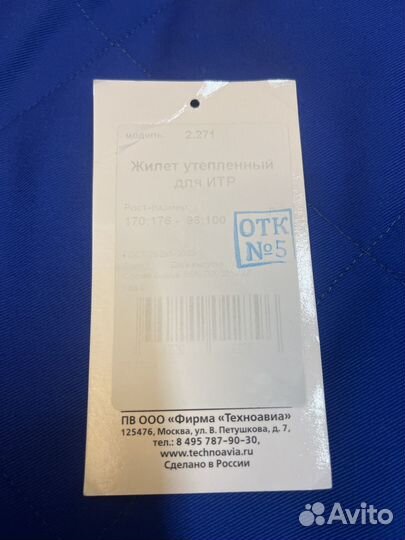 модель: 2.271
Жилет утепленный
для ИТР
Рост-размер:
170;176 - 96;100
ОТК
№5
ПВ ООО «Фирма «Техноавиа»
125476, Москва, ул. В. Петушкова, д. 7,
тел.: 8 495 787-90-30,
www.technoavia.ru
Сделано в России
Avito